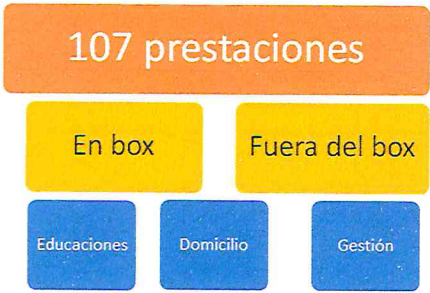 107 prestaciones
En box
Fuera del box
Educaciones
Domicilio
Gestión